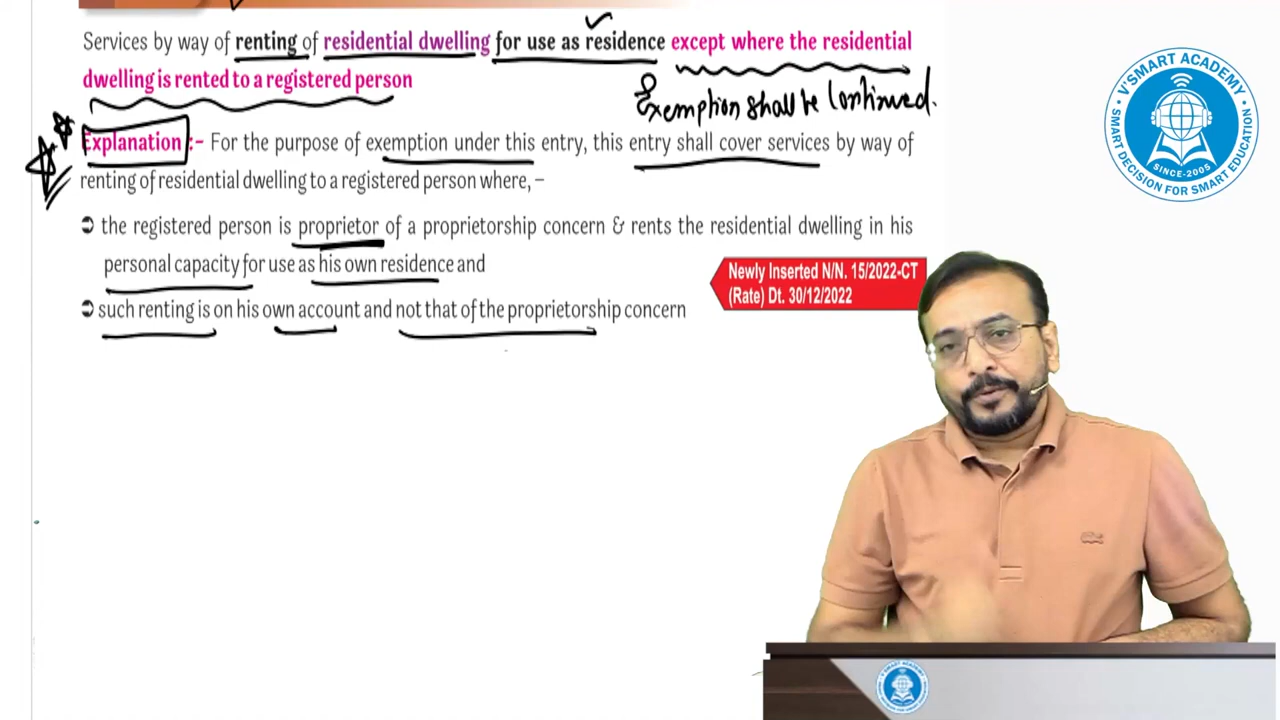 Services by way of renting of residential dwelling for use as residence except where the residential
dwelling is rented to a registered person
Exemption shall be Continued.
Explanation :- For the purpose of exemption under this entry, this entry shall cover services by way of
renting of residential dwelling to a registered person where, –
➲ the registered person is proprietor of a proprietorship concern & rents the residential dwelling in his
personal capacity for use as his own residence and
➲ such renting is on his own account and not that of the proprietorship concern
Newly Inserted N/N. 15/2022-CT
(Rate) Dt. 30/12/2022
V'SMART ACADEMY
SINCE-2005
SMART DECISION FOR SMART EDUCATION